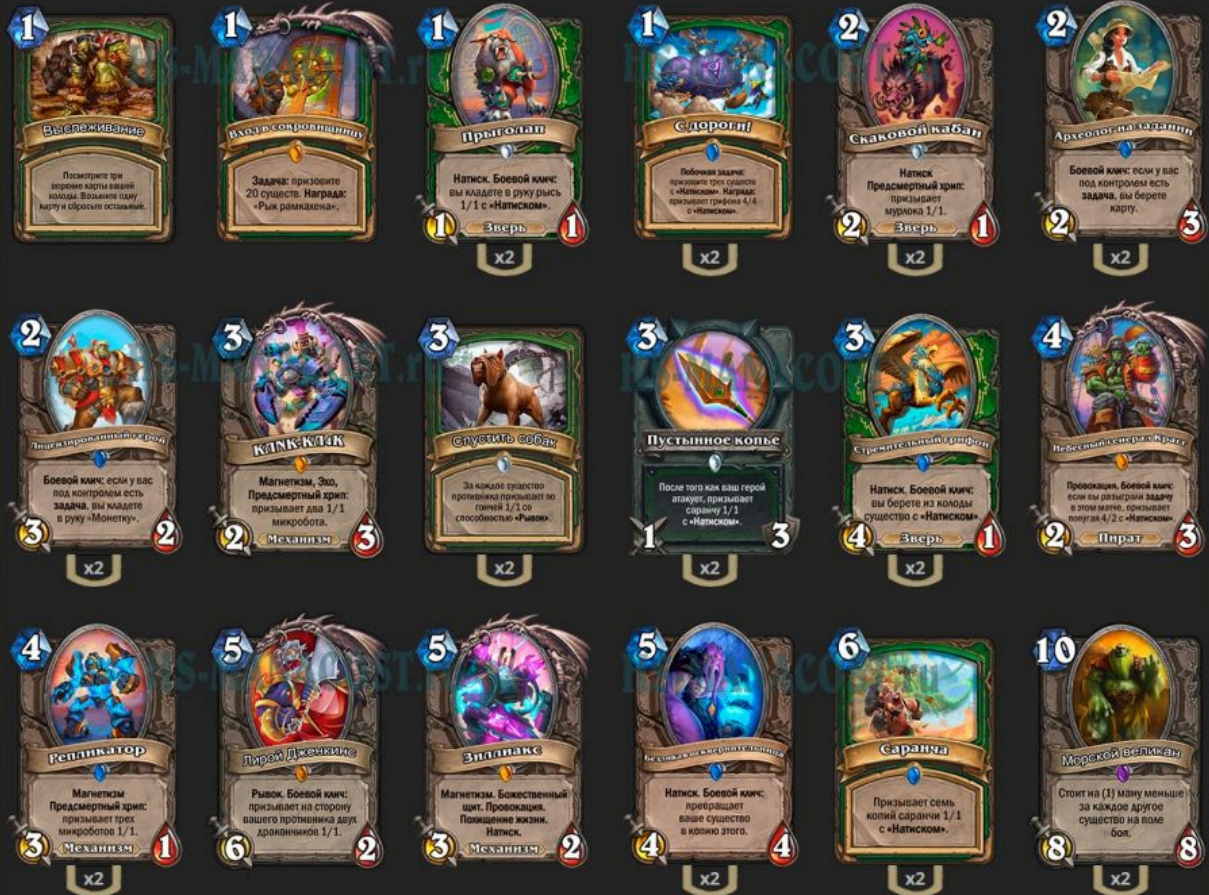 1
Выслеживание
Посмотрите три
верхние карты вашей
колоды. Возьмите одну
карту и сбросьте остальные.
1
Вход в сокровищницу
Задача: призовите
20 существ. Награда:
«Рык рамкахена».
1
Прыголап
Натиск. Боевой клич:
вы кладете в руку рысь
1/1 с «Натиском».
1
Зверь
1
x2
1
С дороги!
Побочная задача:
призовите трех существ
с «Натиском». Награда:
призывает грифона 4/4
с «Натиском».
x2
2
Скаковой кабан
Натиск
Предсмертный хрип:
призывает
мурлока 1/1.
2
Зверь
2
x2
2
Археолог на задании
Боевой клич: если у вас
под контролем есть
задача, вы берете
карту.
2
3
x2
2
Лицензированный герой
Боевой клич: если у вас
под контролем есть
задача, вы кладете
в руку «Монетку».
3
2
x2
3
КЛNK-КЛ4К
Магнетизм, Эхо,
Предсмертный хрип:
призывает два 1/1
микробота.
2
Механизм
3
3
Спустить собак
За каждое существо
противника призывает по
гончей 1/1 со
способностью «Рывок».
x2
3
Пустынное копье
После того как ваш герой
атакует, призывает
саранчу 1/1
с «Натиском».
1
3
x2
3
Стремительный грифон
Натиск. Боевой клич:
вы берете из колоды
существо с «Натиском».
4
Зверь
1
x2
4
Небесный генерал Крагг
Провокация. Боевой клич:
если вы разыграли задачу
в этом матче, призывает
попугая 4/2 с «Натиском».
2
Пират
3
4
Репликатор
Магнетизм
Предсмертный хрип:
призывает трех
микроботов 1/1.
3
Механизм
1
x2
5
Лирой Дженкинс
Рывок. Боевой клич:
призывает на сторону
вашего противника двух
дракончиков 1/1.
6
2
5
Зиллиакс
Магнетизм. Божественный
щит. Провокация.
Похищение жизни.
Натиск.
3
Механизм
2
5
Безликая осквернительница
Натиск. Боевой клич:
превращает
ваше существо
в копию этого.
4
4
x2
6
Саранча
Призывает семь
копий саранчи 1/1
с «Натиском».
x2
10
Морской великан
Стоит на (1) ману меньше
за каждое другое
существо на поле
боя.
8
8
x2
HS-MANACOST.ru